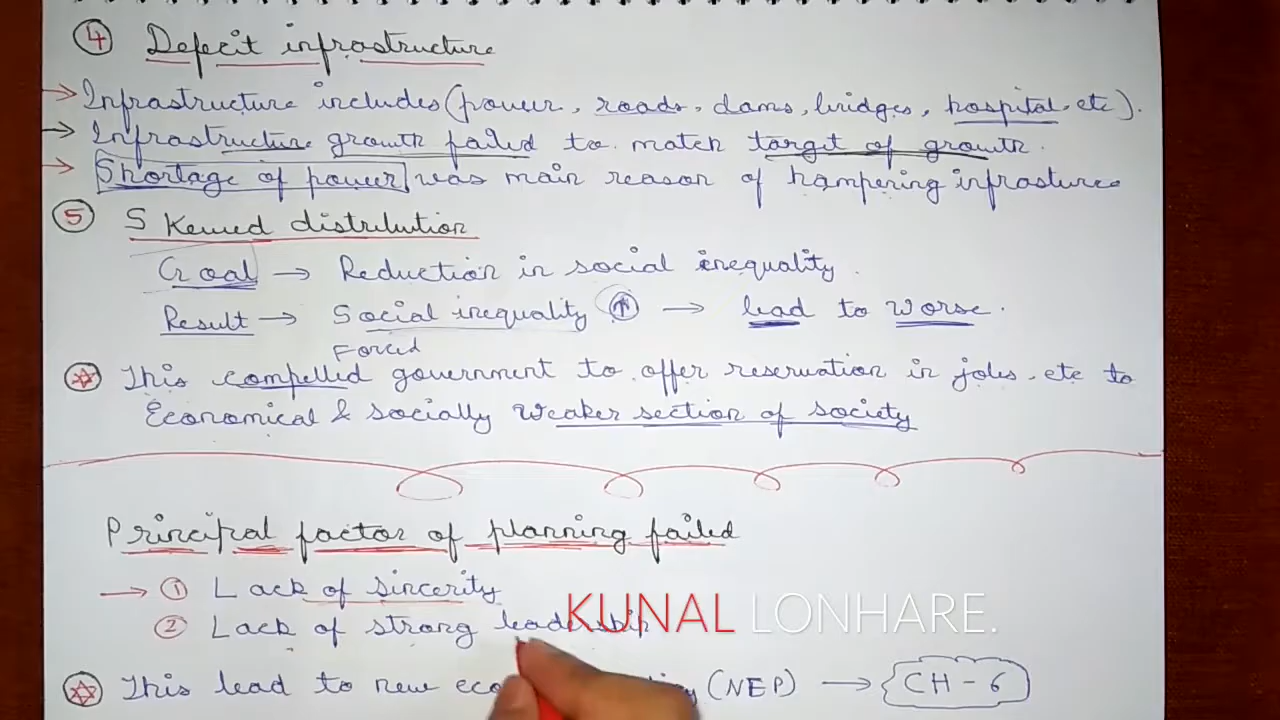 4 Deficit infrastructure
→ Infrastructure includes (power, roads, dams, bridges, hospital, etc).
→ Infrastructure growth failed to match target of growth.
→ Shortage of power was main reason of hampering infrasture
5 Skewed distribution
Goal → Reduction in social inequality.
Result → Social inequality ↑ → lead to worse.
Forced
This compelled government to offer reservation in jobs, etc to
Economical & socially weaker section of society
Principal factor of planning failed
→ 1 Lack of sincerity
2 Lack of strong leadership
KUNAL LONHARE.
This lead to new (NEP) → CH-6